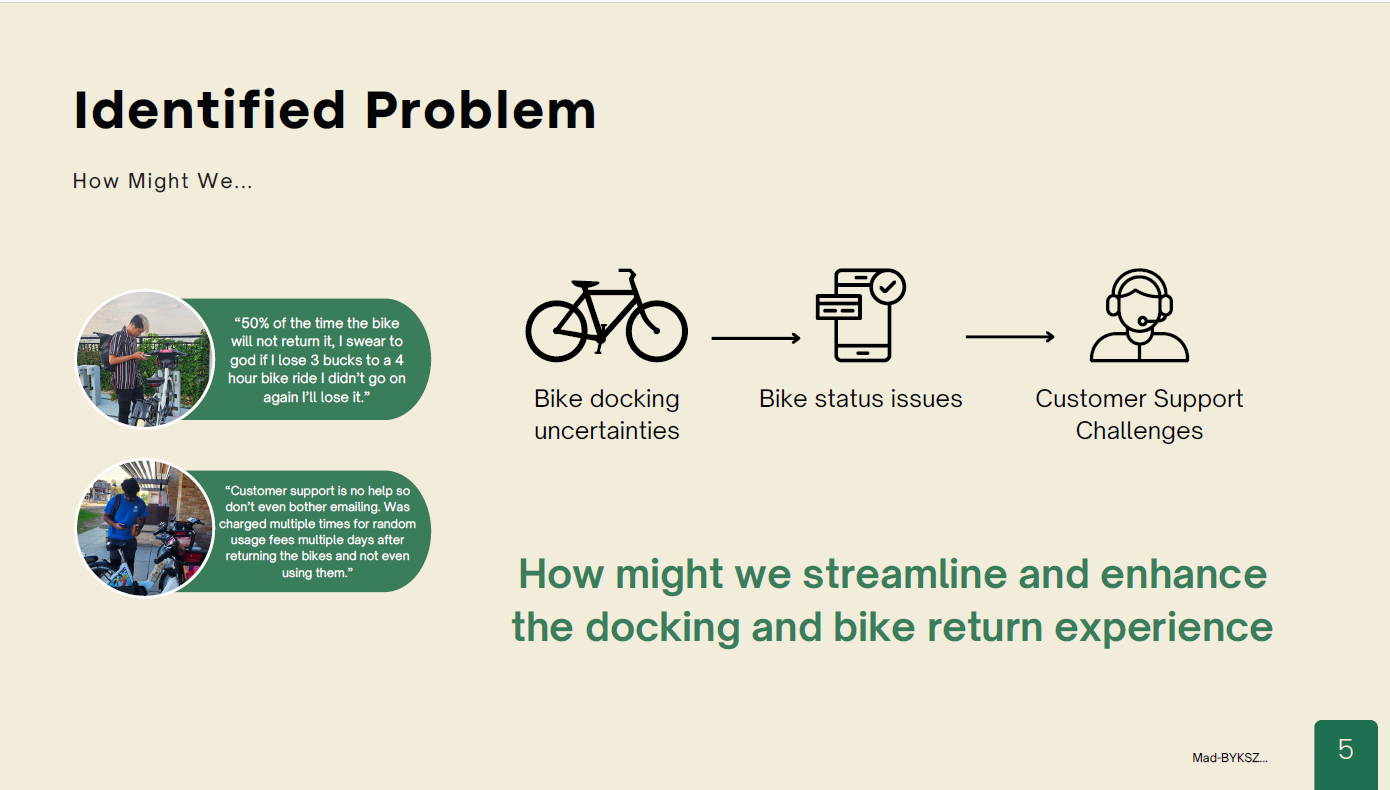 Identified Problem
How Might We...
“50% of the time the bike
will not return it, I swear to
god if I lose 3 bucks to a 4
hour bike ride I didn’t go on
again I’ll lose it.”
“Customer support is no help so
don’t even bother emailing. Was
charged multiple times for random
usage fees multiple days after
returning the bikes and not even
using them.”
Bike docking
uncertainties
Bike status issues
Customer Support
Challenges
How might we streamline and enhance
the docking and bike return experience
Mad-BYKSZ...
5